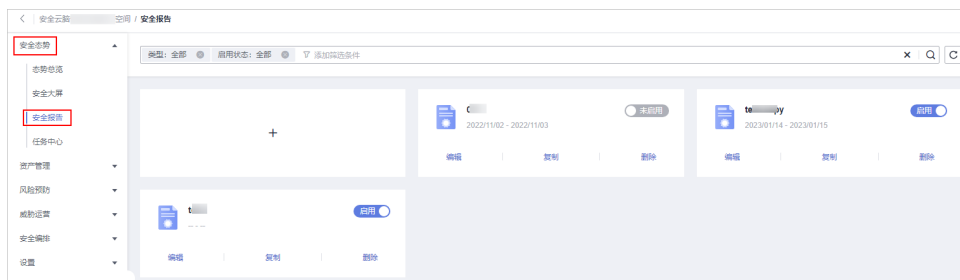 安全云脑 空间 / 安全报告
安全态势
态势总览
安全大屏
安全报告
任务中心
资产管理
风险预防
威胁运营
安全编排
设置
类型：全部 启用状态：全部 添加筛选条件
未启用
2022/11/02 - 2022/11/03
编辑 复制 删除
te py 启用
2023/01/14 - 2023/01/15
编辑 复制 删除
t 启用
-- - --
编辑 复制 删除